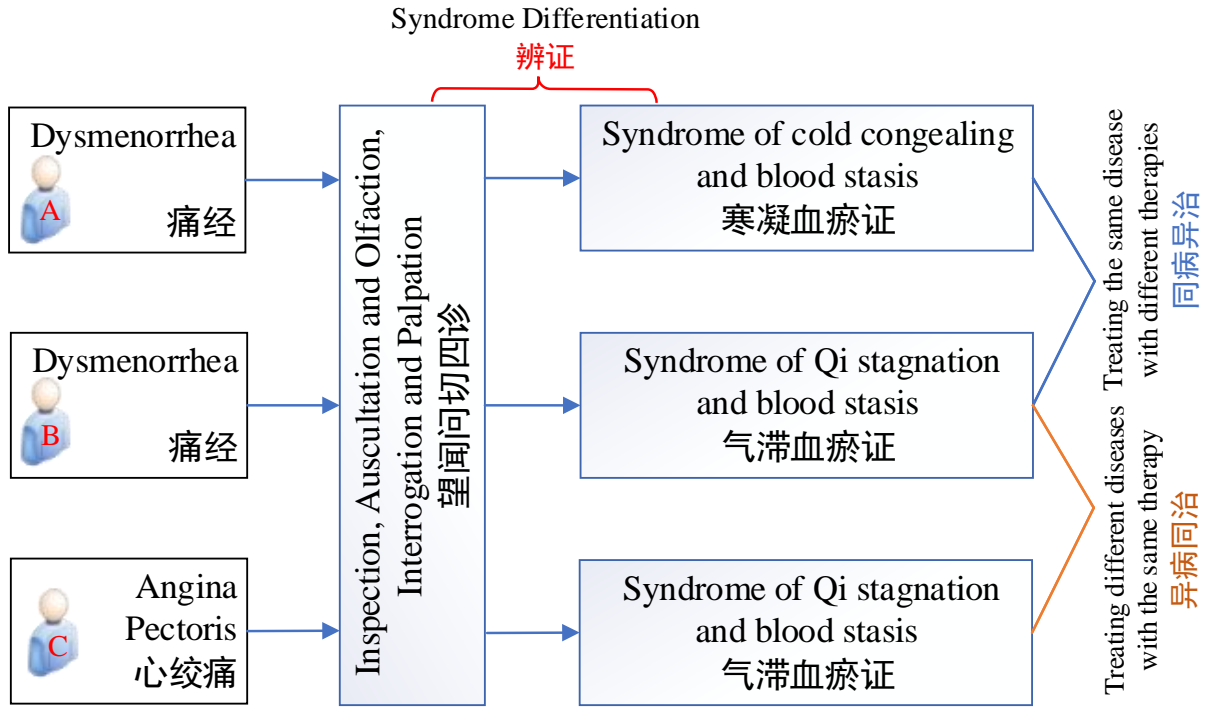 Syndrome Differentiation
辨证
Dysmenorrhea
A
痛经
Dysmenorrhea
B
痛经
Angina
Pectoris
C
心绞痛
Inspection, Auscultation and Olfaction,
Interrogation and Palpation
望闻问切四诊
Syndrome of cold congealing
and blood stasis
寒凝血瘀证
Syndrome of Qi stagnation
and blood stasis
气滞血瘀证
Syndrome of Qi stagnation
and blood stasis
气滞血瘀证
Treating the same disease
with different therapies
同病异治
Treating different diseases
with the same therapy
异病同治